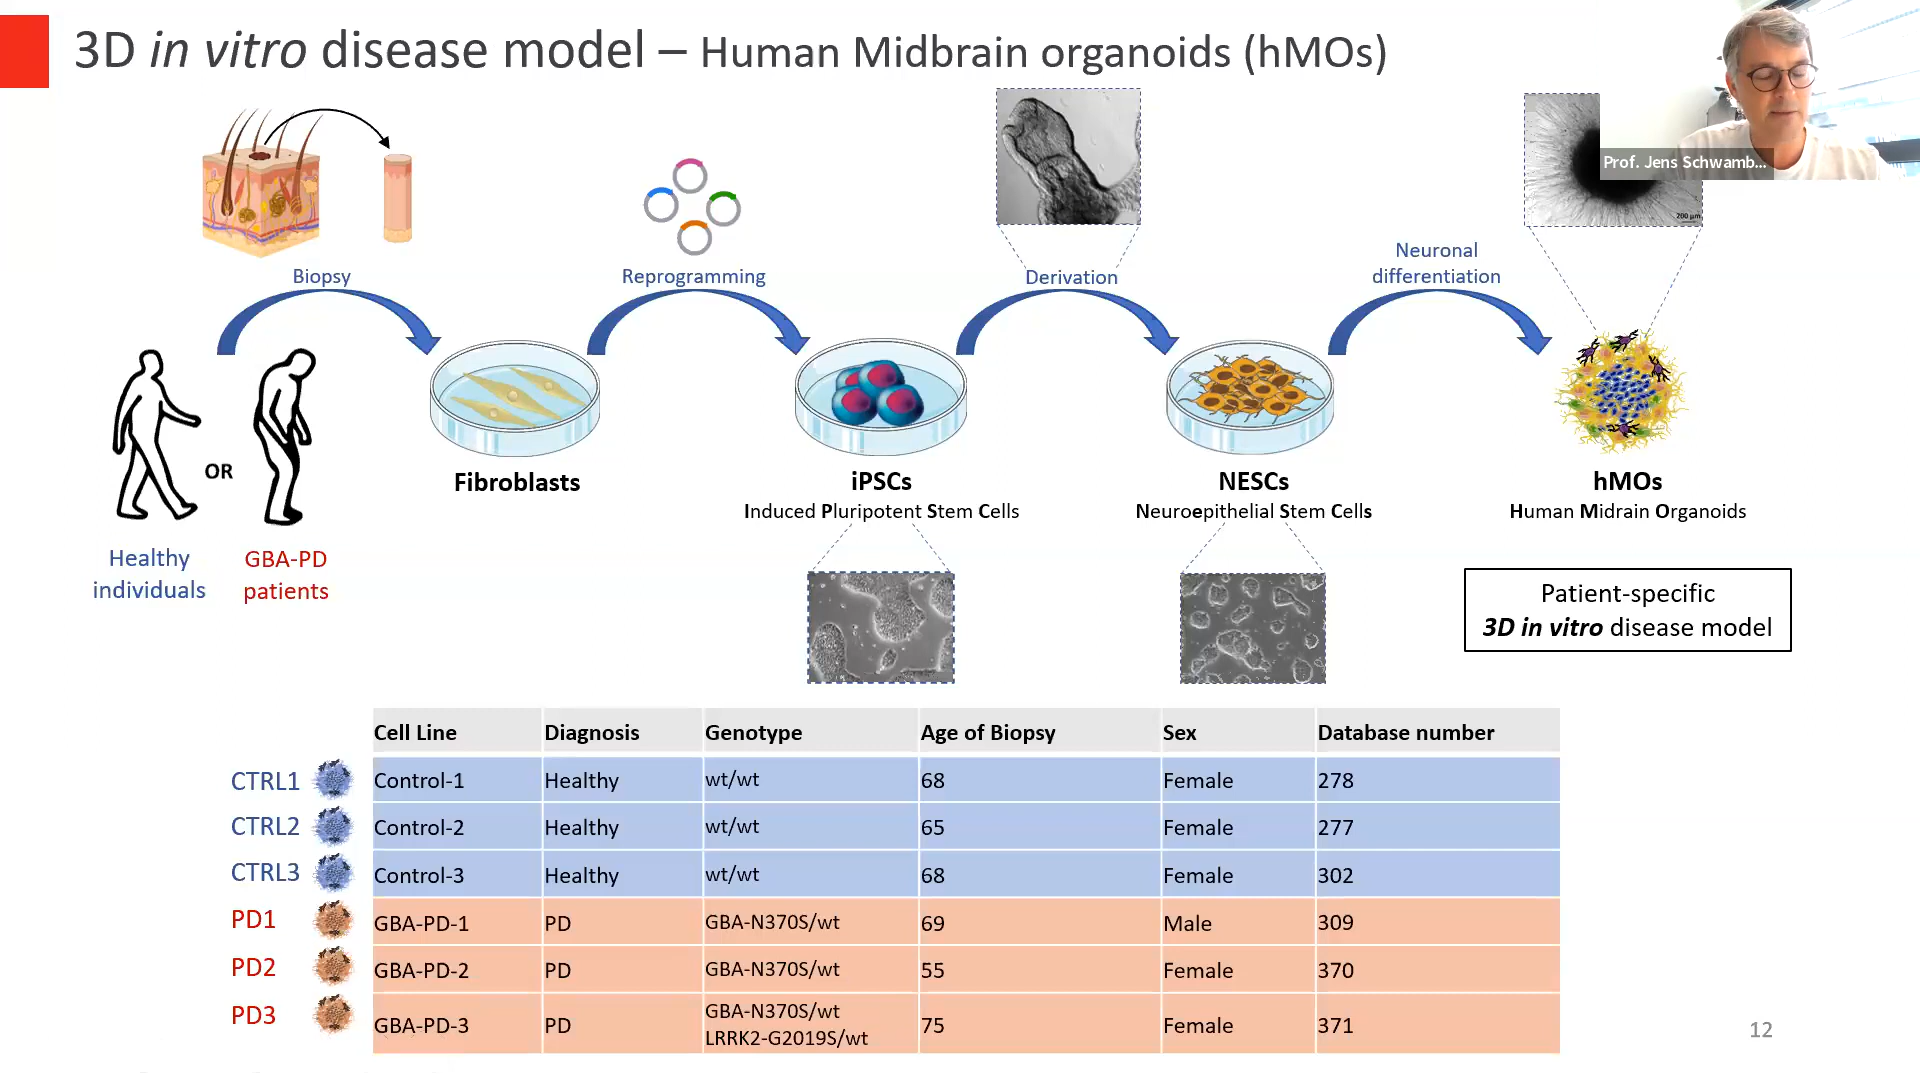 3D in vitro disease model – Human Midbrain organoids (hMOs)
Prof. Jens Schwamb...
200 µm
Biopsy
Reprogramming
Derivation
Neuronal
differentiation
OR
Healthy
individuals
GBA-PD
patients
Fibroblasts
iPSCs
Induced Pluripotent Stem Cells
NESCs
Neuroepithelial Stem Cells
hMOs
Human Midrain Organoids
Patient-specific
3D in vitro disease model
Cell Line Diagnosis Genotype Age of Biopsy Sex Database number
CTRL1 Control-1 Healthy wt/wt 68 Female 278
CTRL2 Control-2 Healthy wt/wt 65 Female 277
CTRL3 Control-3 Healthy wt/wt 68 Female 302
PD1 GBA-PD-1 PD GBA-N370S/wt 69 Male 309
PD2 GBA-PD-2 PD GBA-N370S/wt 55 Female 370
PD3 GBA-PD-3 PD GBA-N370S/wt LRRK2-G2019S/wt 75 Female 371
12